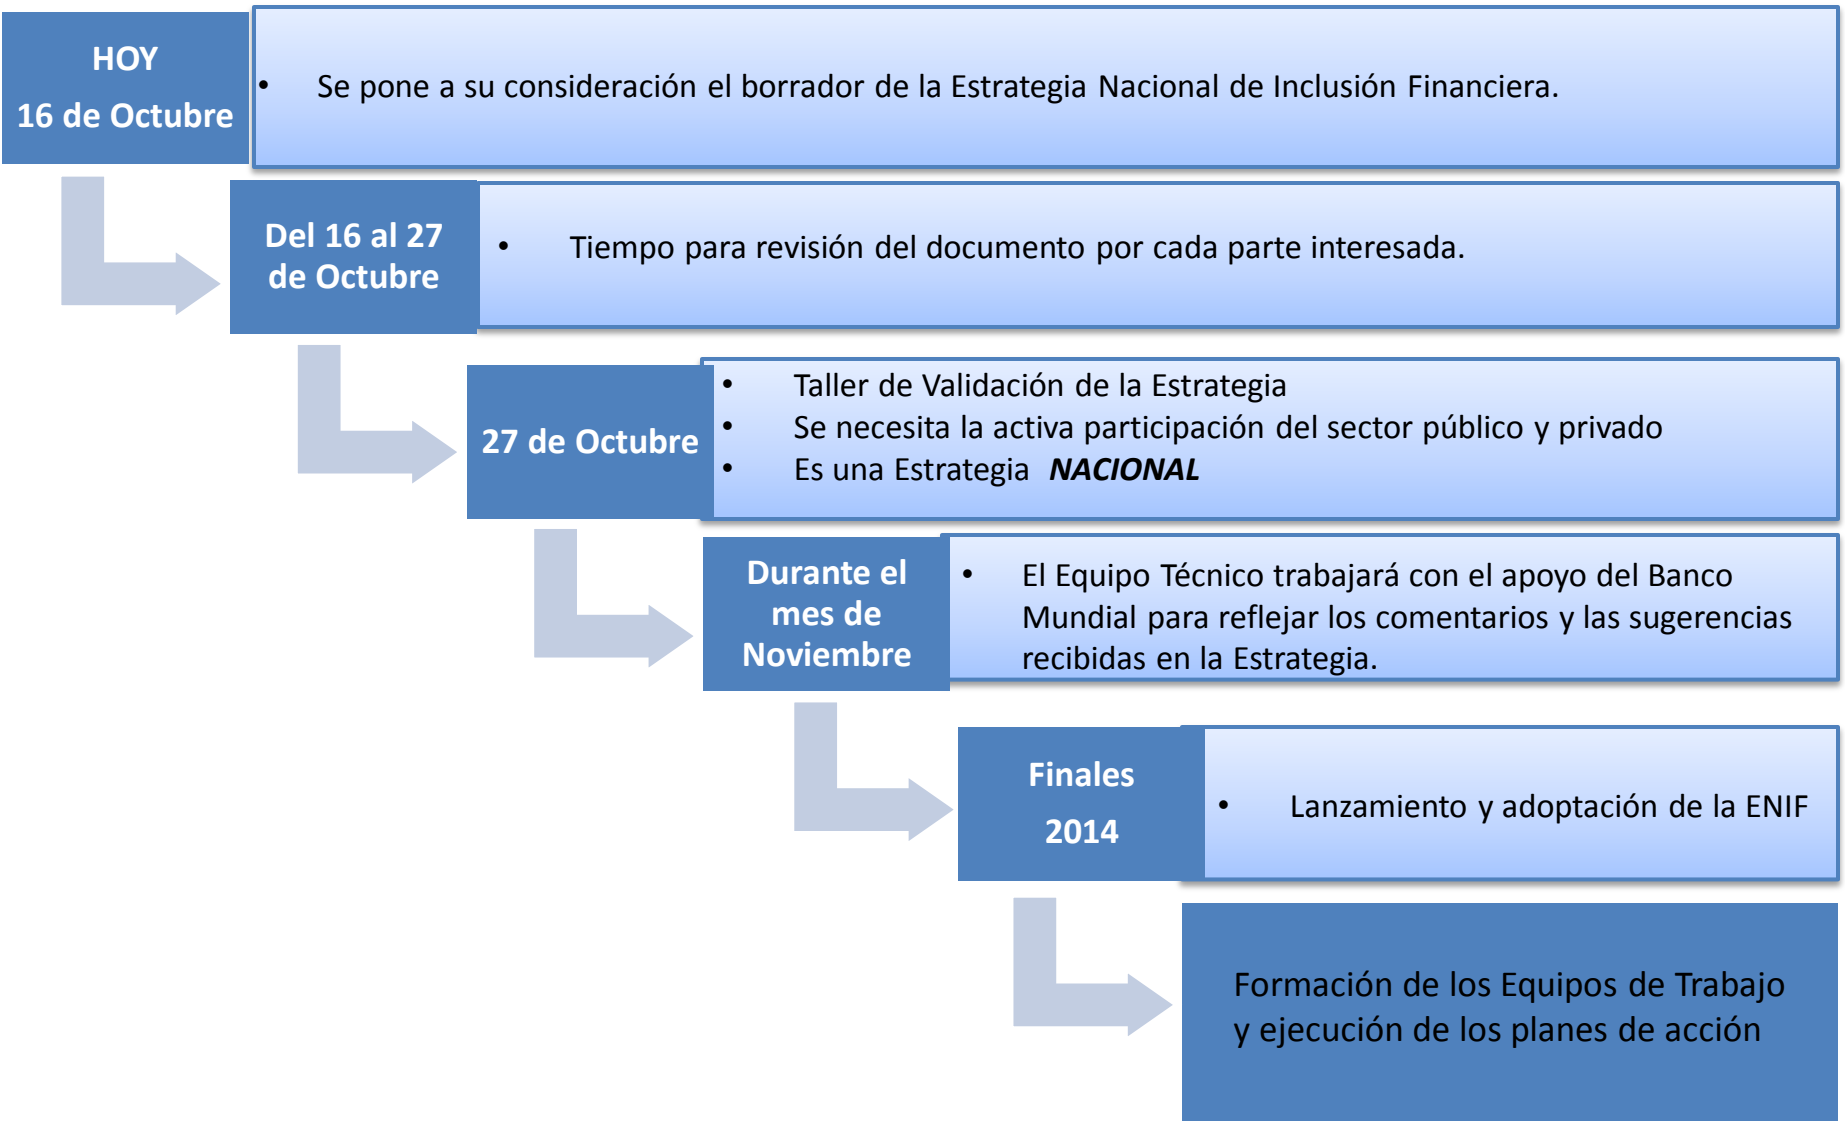 HOY
16 de Octubre
• Se pone a su consideración el borrador de la Estrategia Nacional de Inclusión Financiera.
Del 16 al 27
de Octubre
• Tiempo para revisión del documento por cada parte interesada.
27 de Octubre
• Taller de Validación de la Estrategia
• Se necesita la activa participación del sector público y privado
• Es una Estrategia NACIONAL
Durante el
mes de
Noviembre
• El Equipo Técnico trabajará con el apoyo del Banco
Mundial para reflejar los comentarios y las sugerencias
recibidas en la Estrategia.
Finales
2014
• Lanzamiento y adoptación de la ENIF
Formación de los Equipos de Trabajo
y ejecución de los planes de acción